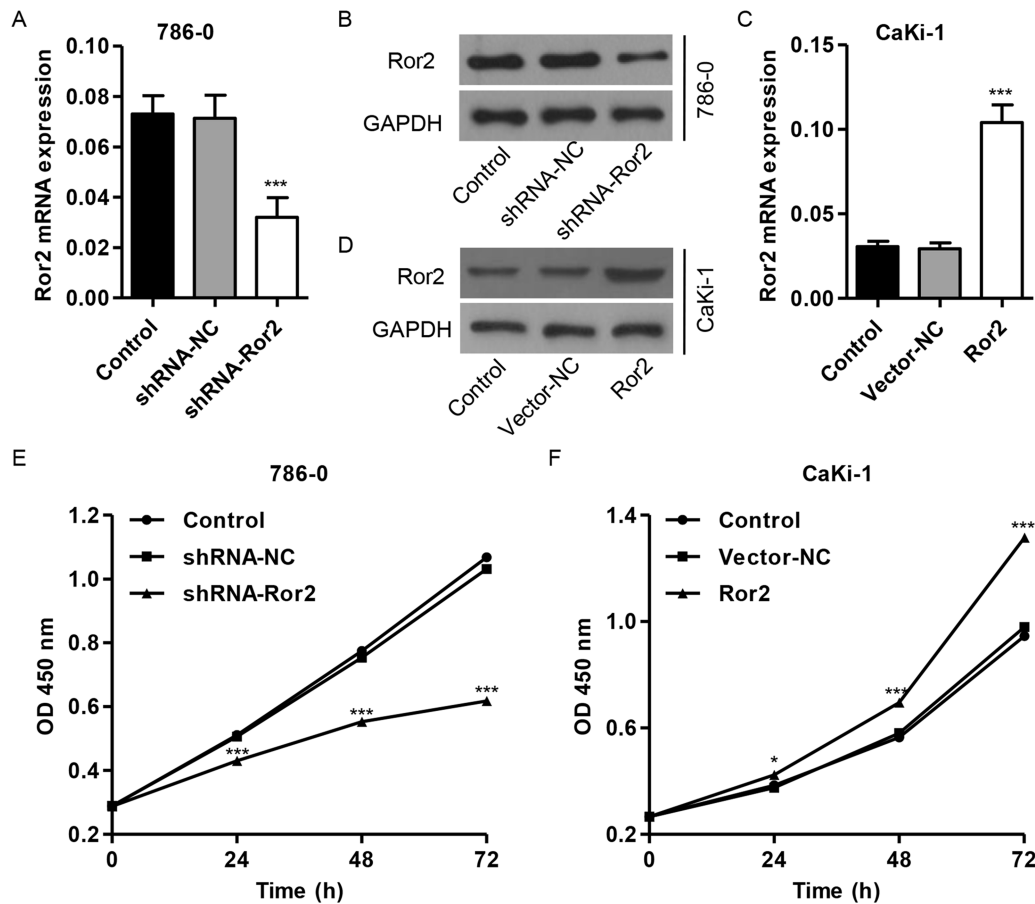 A
786-0
Ror2 mRNA expression
0.10
0.08
0.06
0.04
0.02
0.00
***
Control
shRNA-NC
shRNA-Ror2
B
Ror2
GAPDH
786-0
Control
shRNA-NC
shRNA-Ror2
C
CaKi-1
Ror2 mRNA expression
0.15
0.10
0.05
0.00
***
Control
Vector-NC
Ror2
D
Ror2
GAPDH
CaKi-1
Control
Vector-NC
Ror2
E
786-0
Control
shRNA-NC
shRNA-Ror2
OD 450 nm
1.2
1.0
0.8
0.6
0.4
0.2
***
***
***
0
24
48
72
Time (h)
F
CaKi-1
Control
Vector-NC
Ror2
OD 450 nm
1.4
1.0
0.6
0.2
*
***
***
0
24
48
72
Time (h)